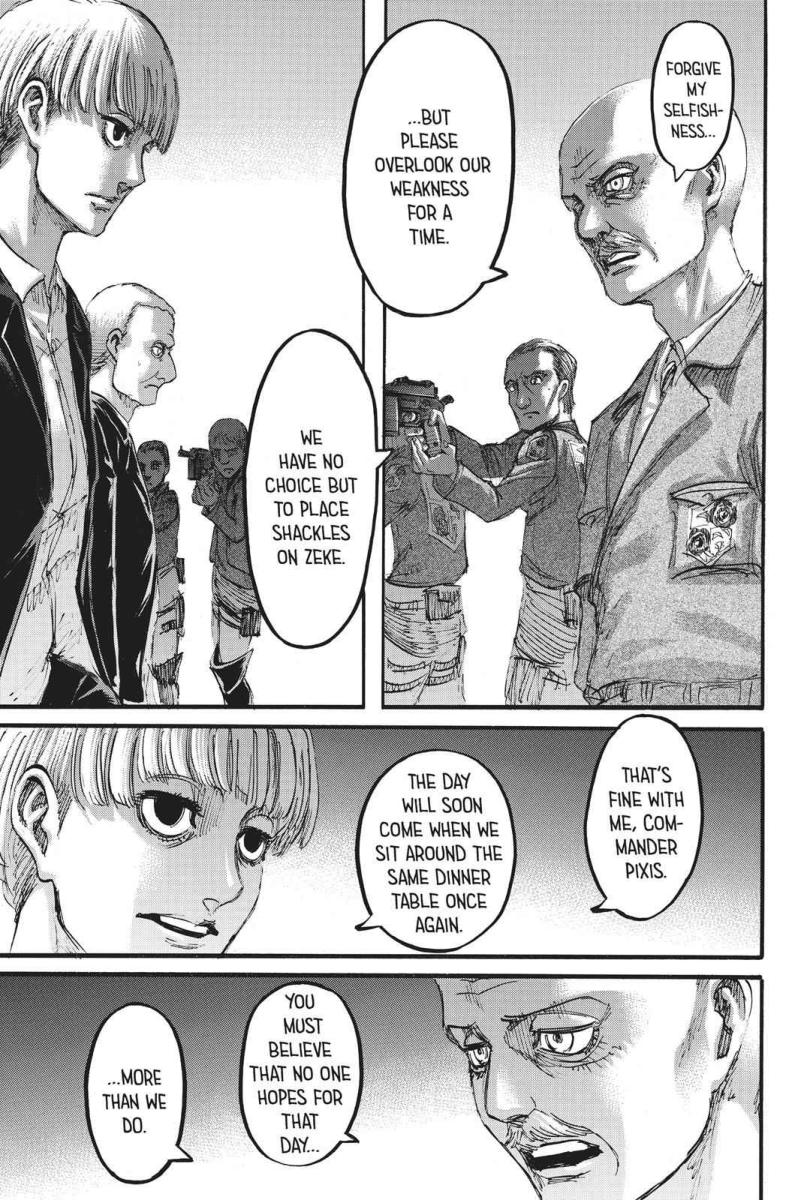 FORGIVE
MY
SELFISH-
NESS...
...BUT
PLEASE
OVERLOOK OUR
WEAKNESS
FOR A
TIME.
WE
HAVE NO
CHOICE BUT
TO PLACE
SHACKLES
ON ZEKE.
THAT'S
FINE WITH
ME, COM-
MANDER
PIXIS.
THE DAY
WILL SOON
COME WHEN WE
SIT AROUND THE
SAME DINNER
TABLE ONCE
AGAIN.
YOU
MUST
BELIEVE
THAT NO ONE
HOPES FOR
THAT
DAY...
...MORE
THAN WE
DO.